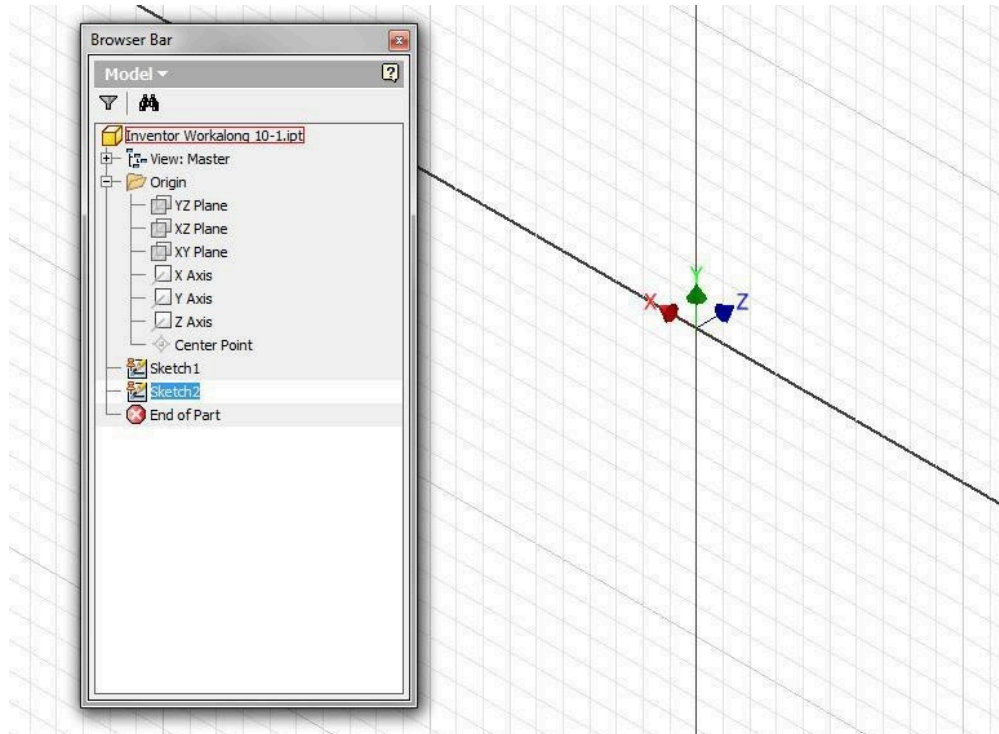 Browser Bar
Model
Inventor Workalong 10-1.ipt
View: Master
Origin
YZ Plane
XZ Plane
XY Plane
X Axis
Y Axis
Z Axis
Center Point
Sketch1
Sketch2
End of Part
Y
X
Z